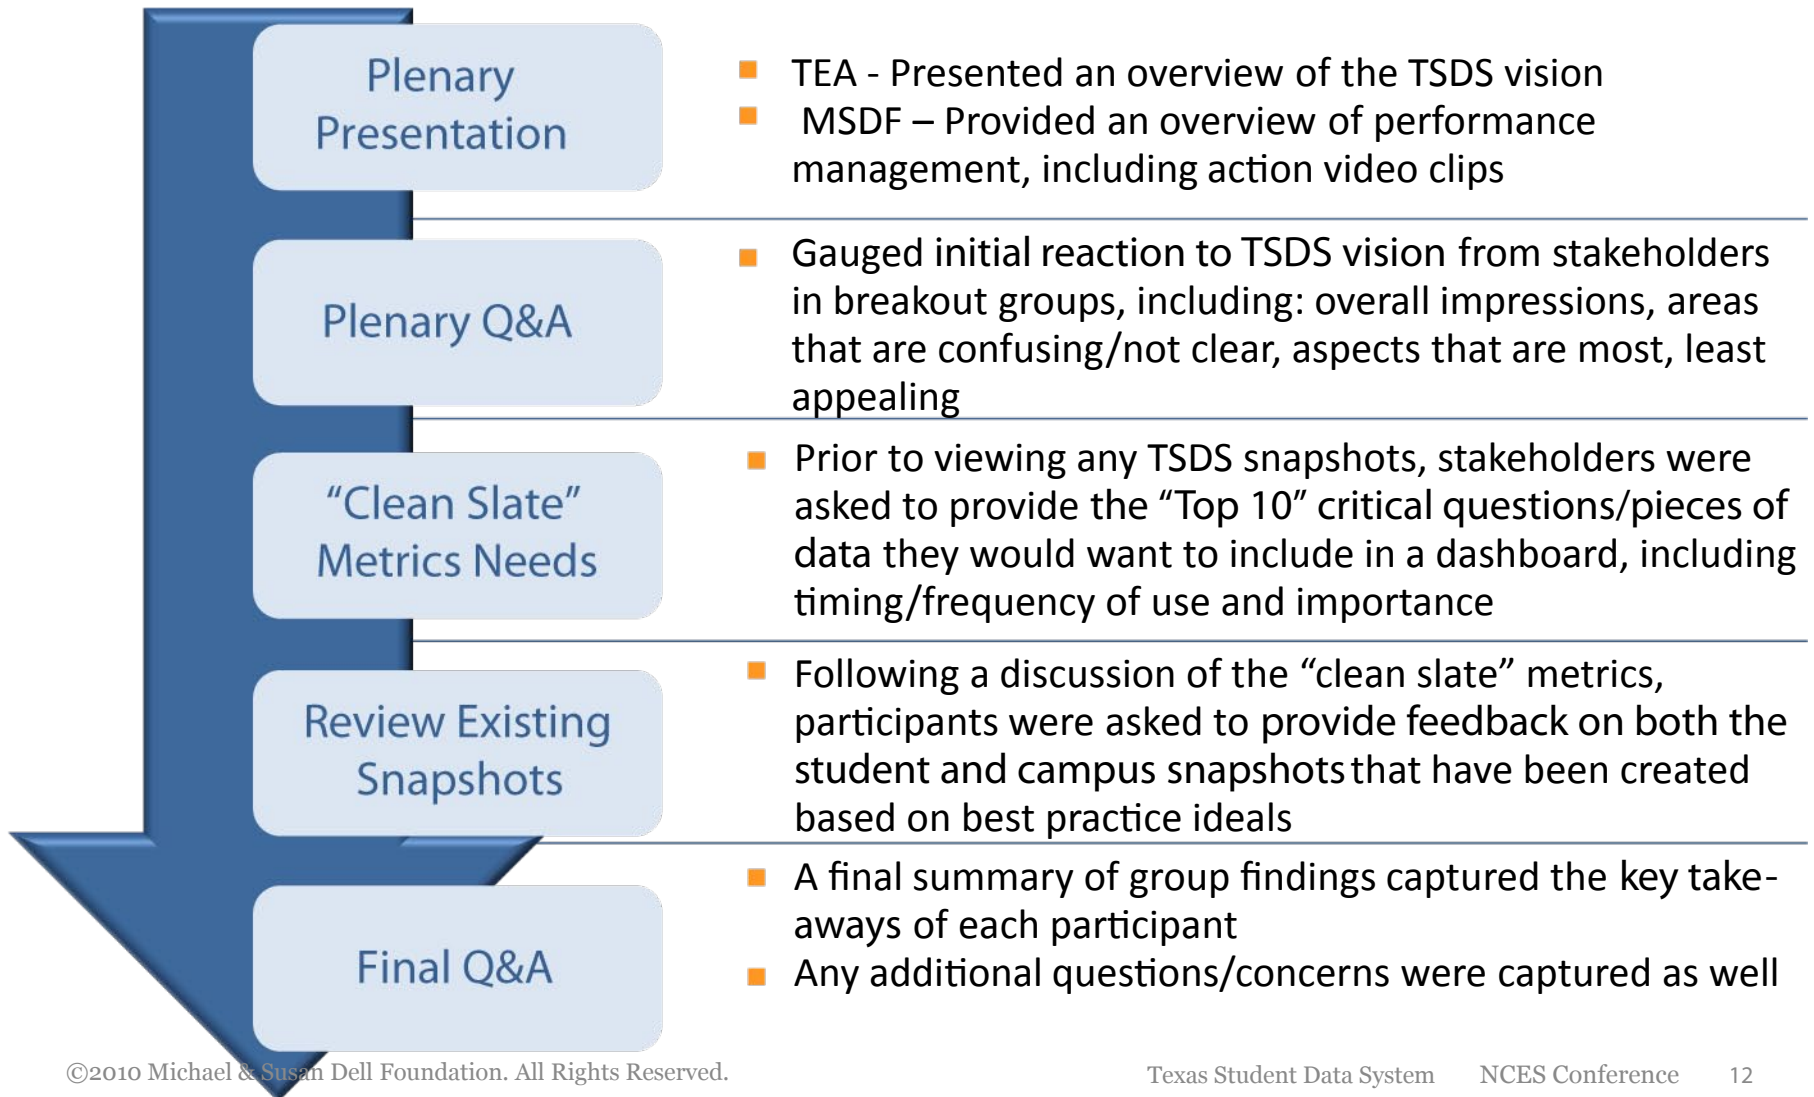 Plenary
Presentation
TEA - Presented an overview of the TSDS vision
MSDF – Provided an overview of performance
management, including action video clips
Plenary Q&A
Gauged initial reaction to TSDS vision from stakeholders
in breakout groups, including: overall impressions, areas
that are confusing/not clear, aspects that are most, least
appealing
“Clean Slate”
Metrics Needs
Prior to viewing any TSDS snapshots, stakeholders were
asked to provide the “Top 10” critical questions/pieces of
data they would want to include in a dashboard, including
timing/frequency of use and importance
Review Existing
Snapshots
Following a discussion of the “clean slate” metrics,
participants were asked to provide feedback on both the
student and campus snapshots that have been created
based on best practice ideals
Final Q&A
A final summary of group findings captured the key take-
aways of each participant
Any additional questions/concerns were captured as well
©2010 Michael & Susan Dell Foundation. All Rights Reserved.
Texas Student Data System NCES Conference 12